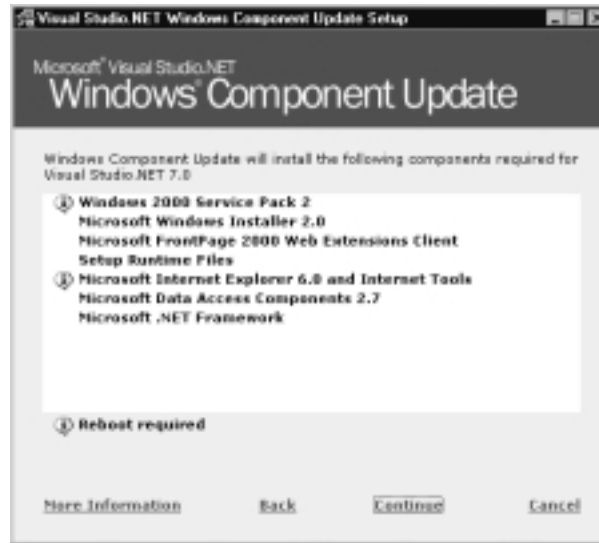 Visual Studio.NET Windows Component Update Setup
Microsoft® Visual Studio.NET
Windows® Component Update
Windows Component Update will install the following components required for
Visual Studio.NET 7.0
Windows 2000 Service Pack 2
Microsoft Windows Installer 2.0
Microsoft FrontPage 2000 Web Extensions Client
Setup Runtime Files
Microsoft Internet Explorer 6.0 and Internet Tools
Microsoft Data Access Components 2.7
Microsoft .NET Framework
Reboot required
More Information Back Continue Cancel